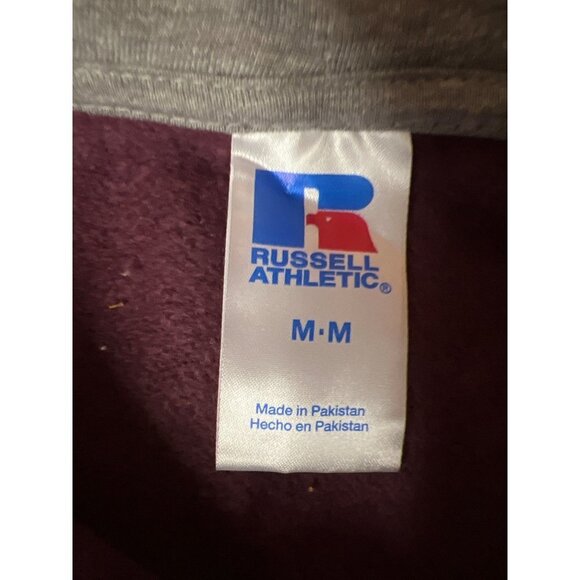 RUSSELL
ATHLETIC®
M·M
Made in Pakistan
Hecho en Pakistan